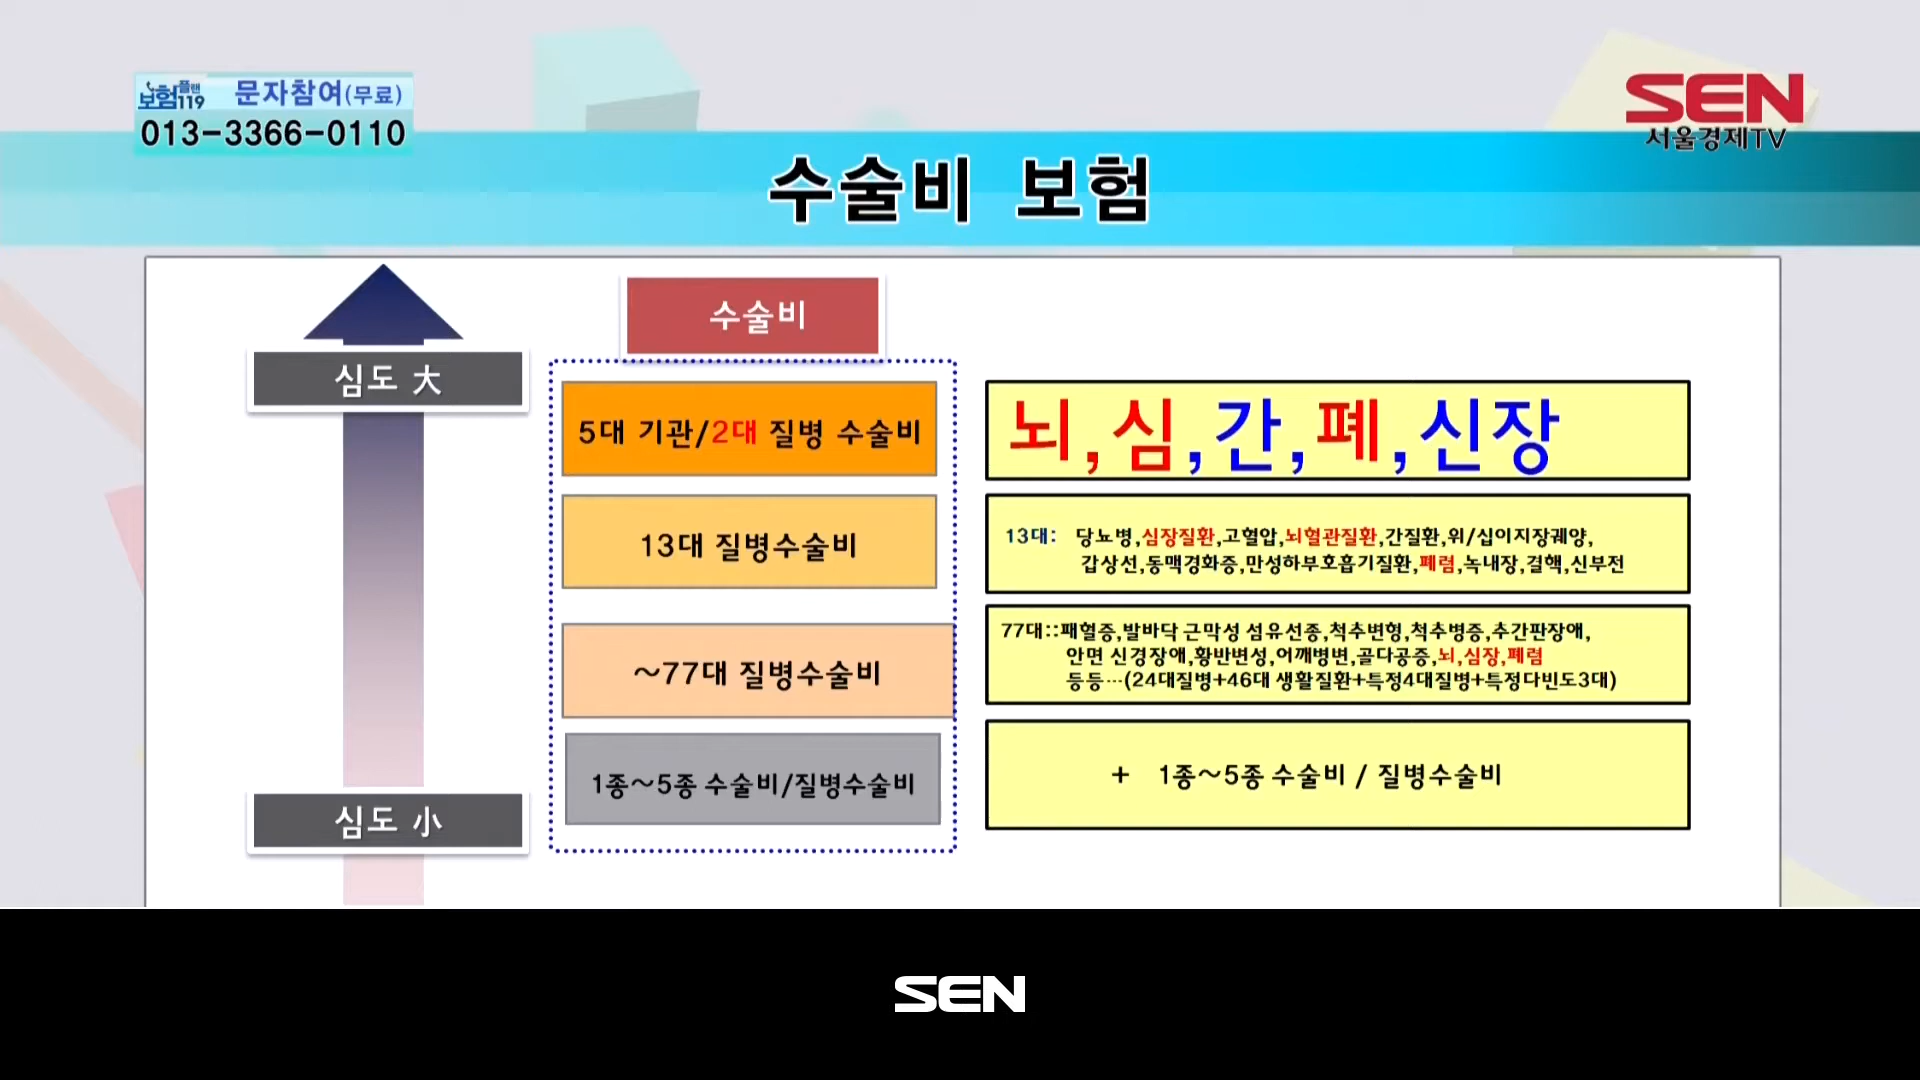 보험플랜119 문자참여(무료)
013-3366-0110
SEN
서울경제TV
수술비 보험
수술비
심도 大
5대 기관/2대 질병 수술비
뇌,심,간,폐,신장
13대 질병수술비
13대: 당뇨병,심장질환,고혈압,뇌혈관질환,간질환,위/십이지장궤양,
갑상선,동맥경화증,만성하부호흡기질환,폐렴,녹내장,결핵,신부전
~77대 질병수술비
77대::패혈증,발바닥 근막성 섬유선종,척추변형,척추병증,추간판장애,
안면 신경장애,황반변성,어깨병변,골다공증,뇌,심장,폐렴
등등…(24대질병+46대 생활질환+특정4대질병+특정다빈도3대)
1종~5종 수술비/질병수술비
+ 1종~5종 수술비 / 질병수술비
심도 小
SEN